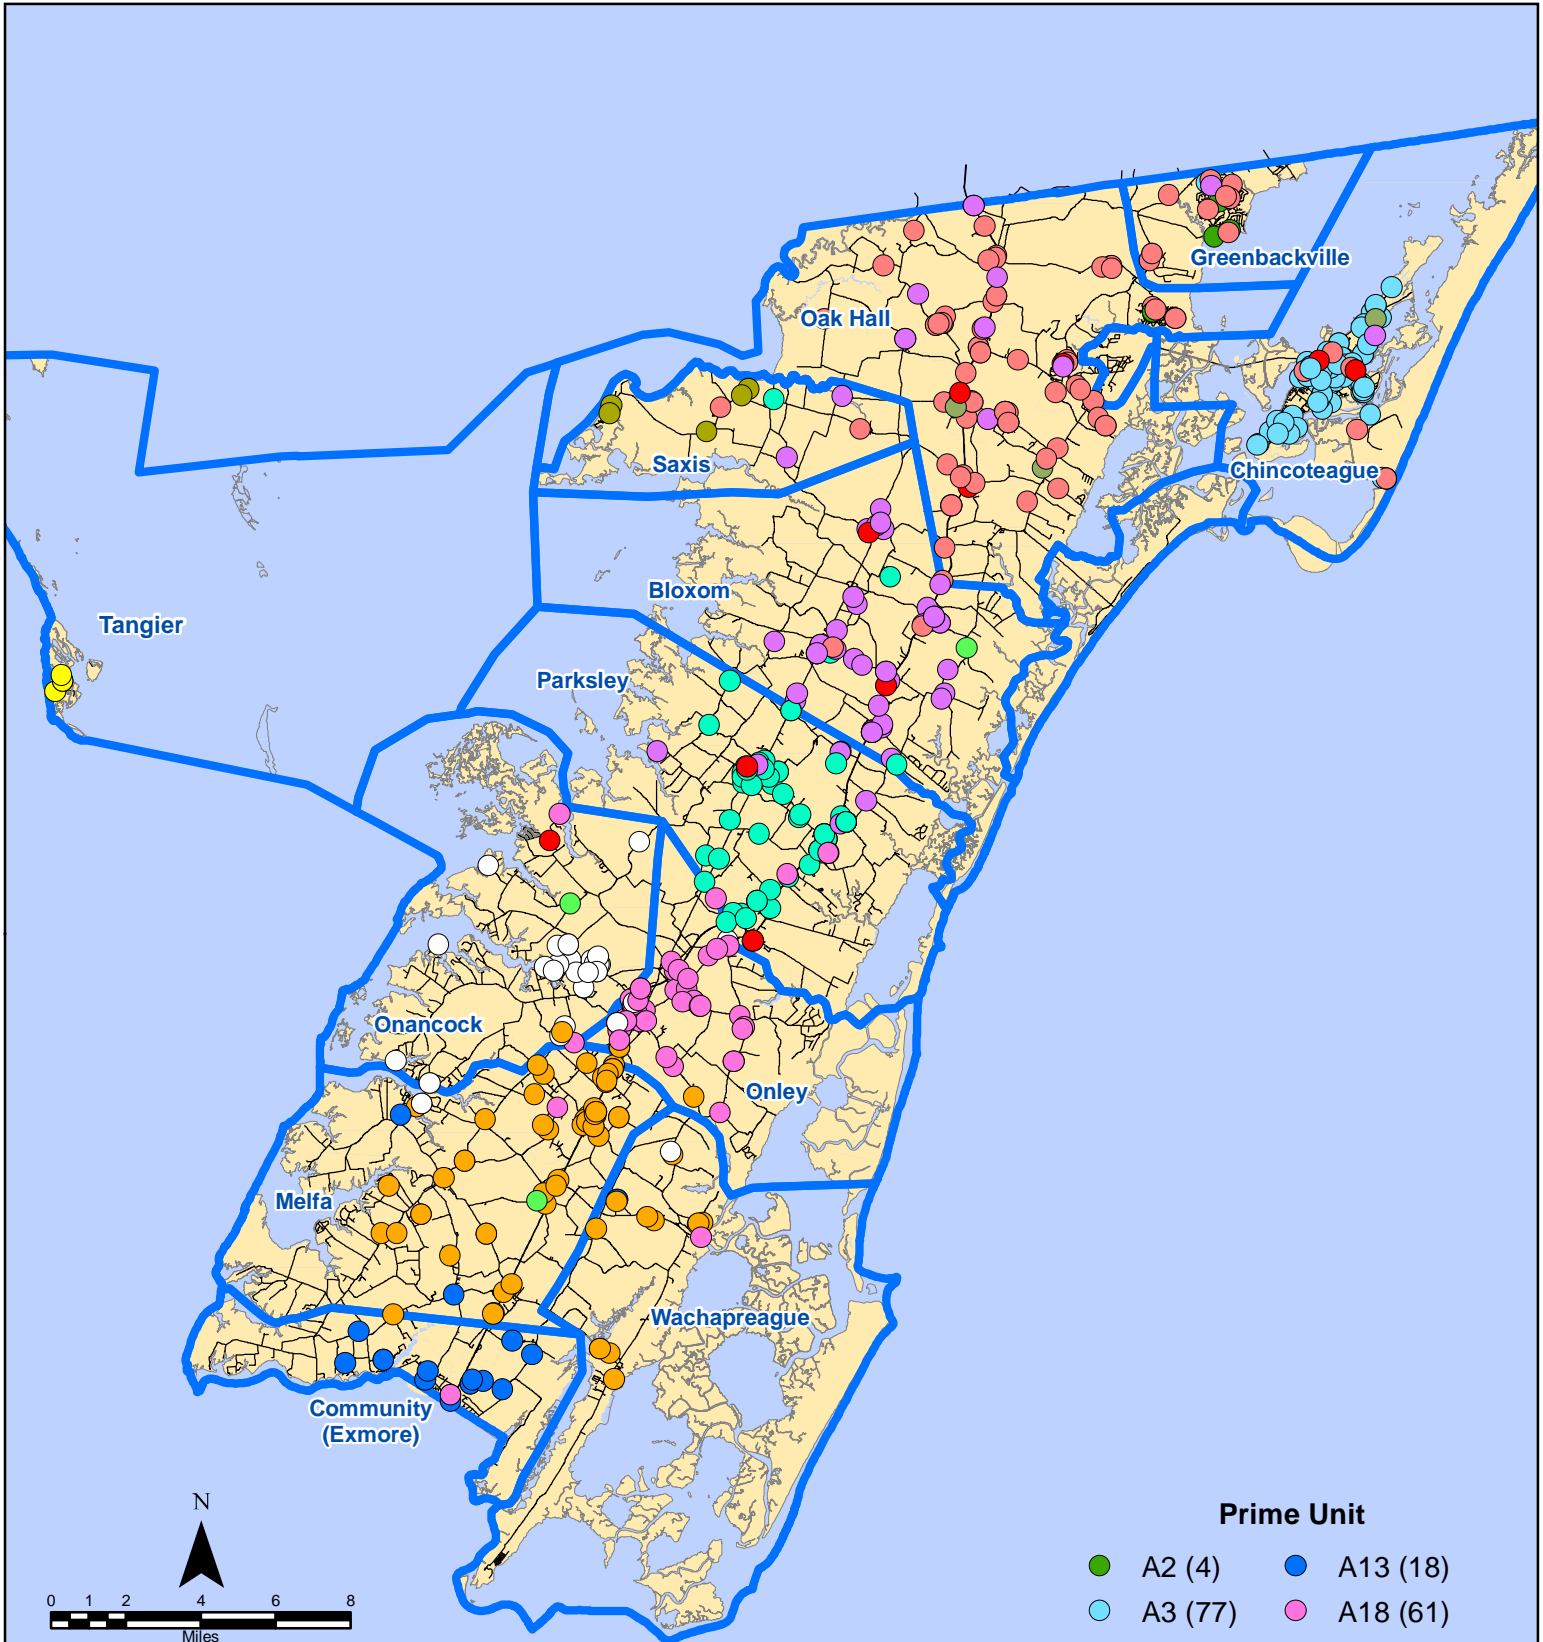 Greenbackville
Oak Hall
Saxis
Chincoteague
Bloxom
Tangier
Parksley
Onancock
Onley
Melfa
Wachapreague
Community
(Exmore)
N
0 1 2 4 6 8
Miles
Prime Unit
A2 (4)
A13 (18)
A3 (77)
A18 (61)